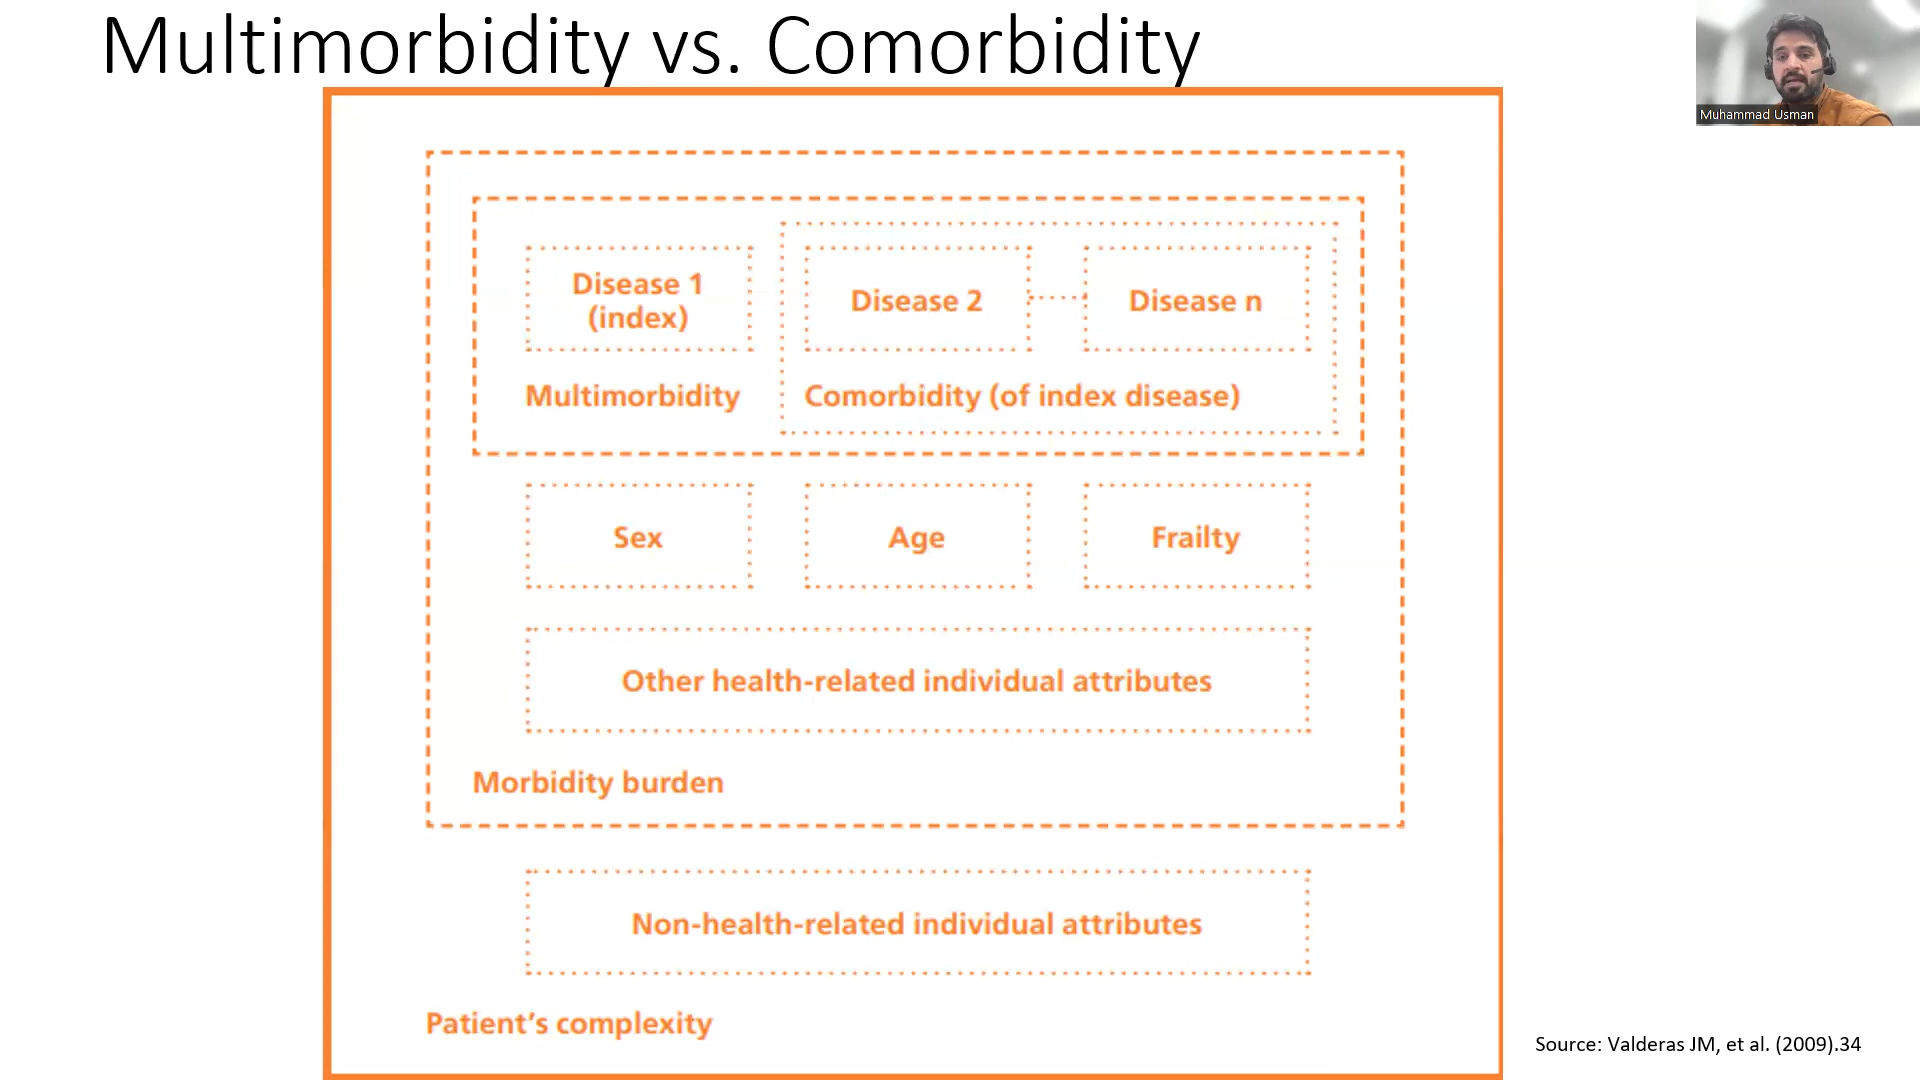 Multimorbidity vs. Comorbidity
Muhammad Usman
Disease 1
(index)
Disease 2
Disease n
Multimorbidity
Comorbidity (of index disease)
Sex
Age
Frailty
Other health-related individual attributes
Morbidity burden
Non-health-related individual attributes
Patient’s complexity
Source: Valderas JM, et al. (2009).34